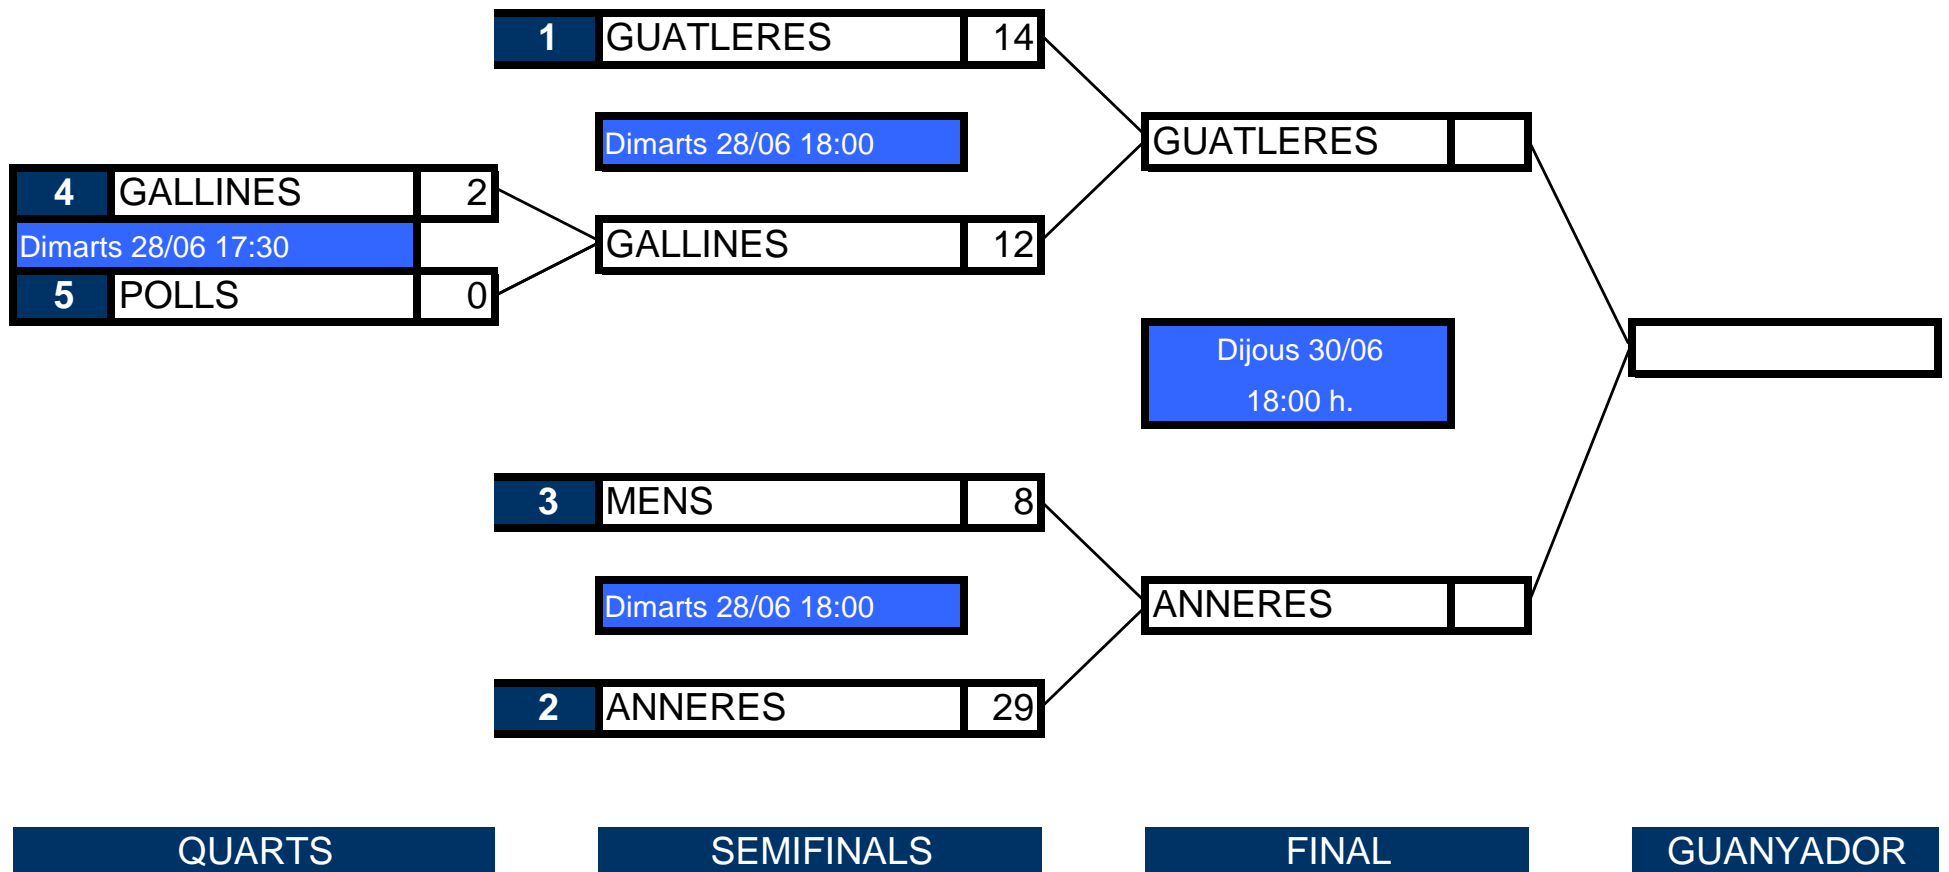 1 GUATLERES 14
Dimarts 28/06 18:00
GUATLERES
4 GALLINES 2
Dimarts 28/06 17:30
GALLINES 12
5 POLLS 0
Dijous 30/06
18:00 h.
3 MENS 8
Dimarts 28/06 18:00
ANNERES
2 ANNERES 29
QUARTS SEMIFINALS FINAL GUANYADOR